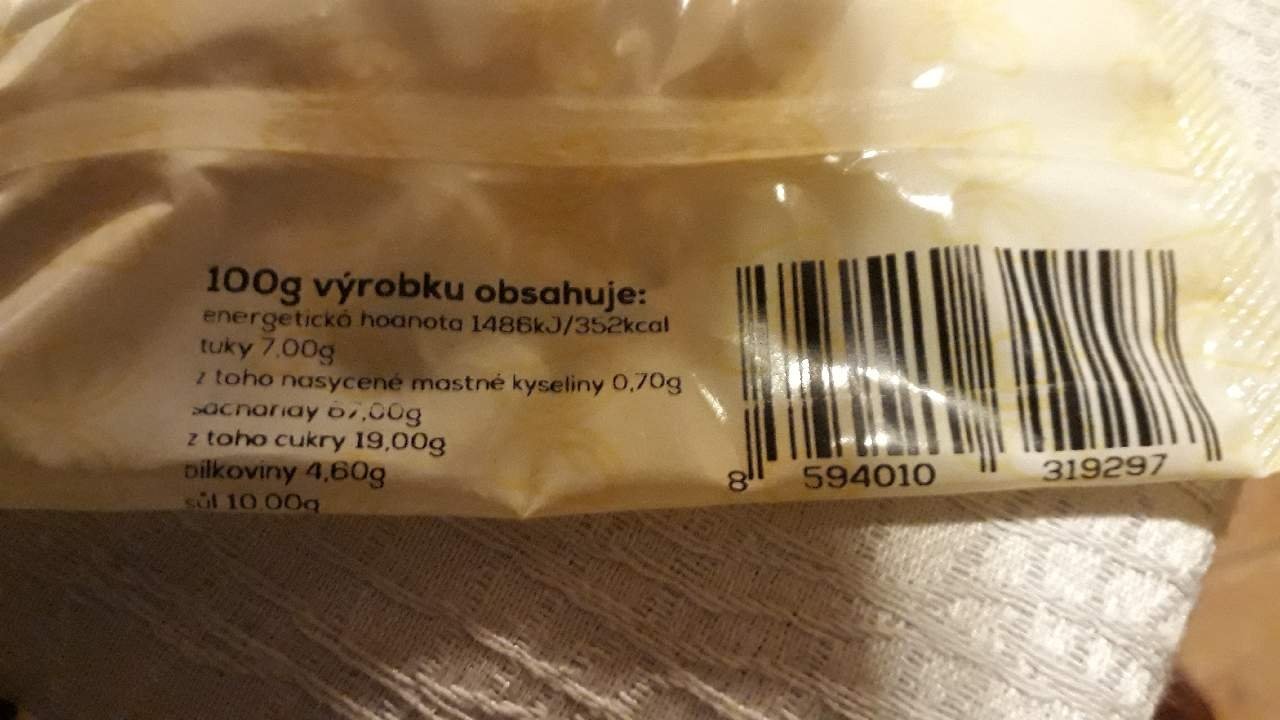 100g výrobku obsahuje:
energetická hodnota 1486kJ/352kcal
tuky 7,00g
z toho nasycené mastné kyseliny 0,70g
sacharidy 67,00g
z toho cukry 19,00g
bílkoviny 4,60g
sůl 10,00g
8 594010 319297